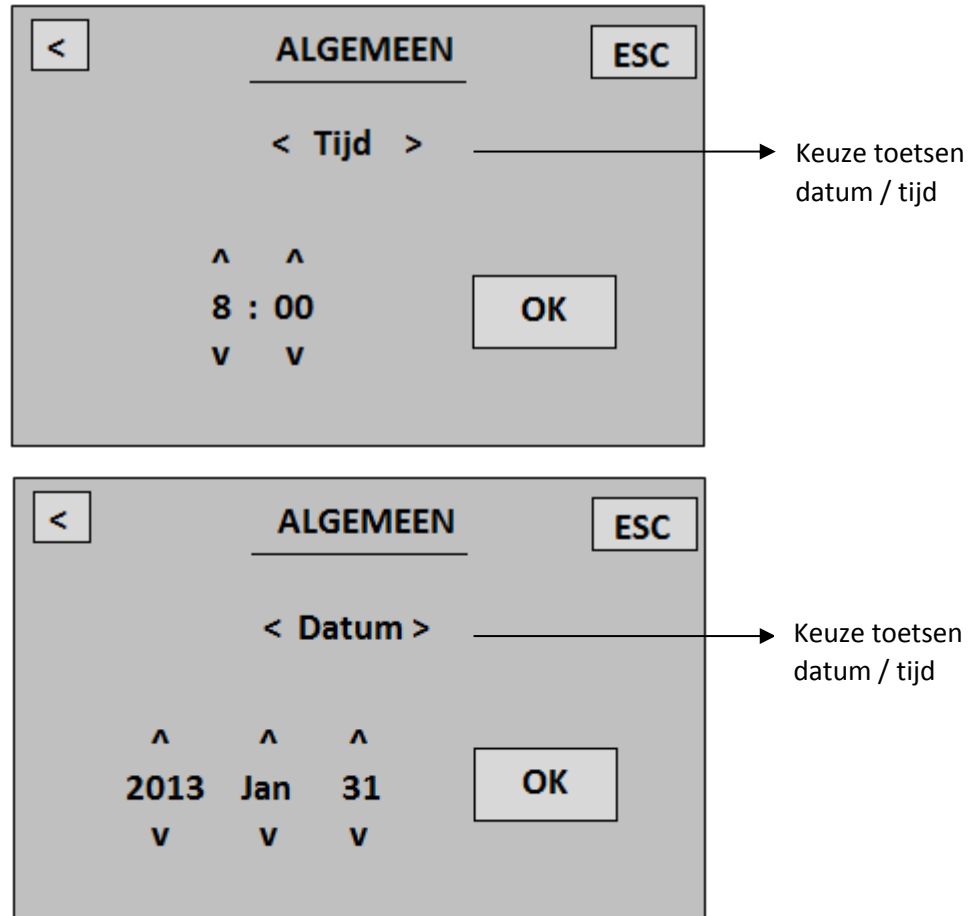 < ALGEMEEN ESC
< Tijd >
Keuze toetsen
datum / tijd
^ ^
8 : 00
v v
OK
< ALGEMEEN ESC
< Datum >
Keuze toetsen
datum / tijd
^ ^ ^
2013 Jan 31
v v v
OK